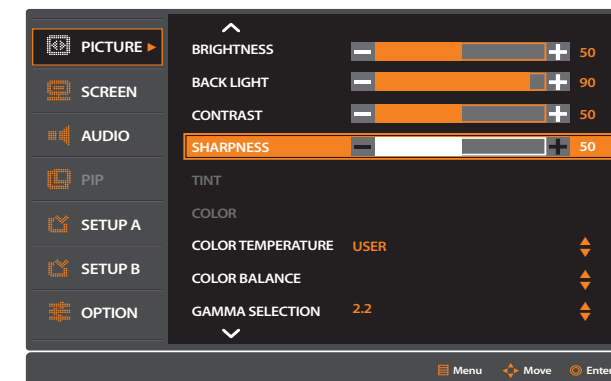 PICTURE
SCREEN
AUDIO
PIP
SETUP A
SETUP B
OPTION
BRIGHTNESS 50
BACK LIGHT 90
CONTRAST 50
SHARPNESS 50
TINT
COLOR
COLOR TEMPERATURE USER
COLOR BALANCE
GAMMA SELECTION 2.2
Menu Move Enter